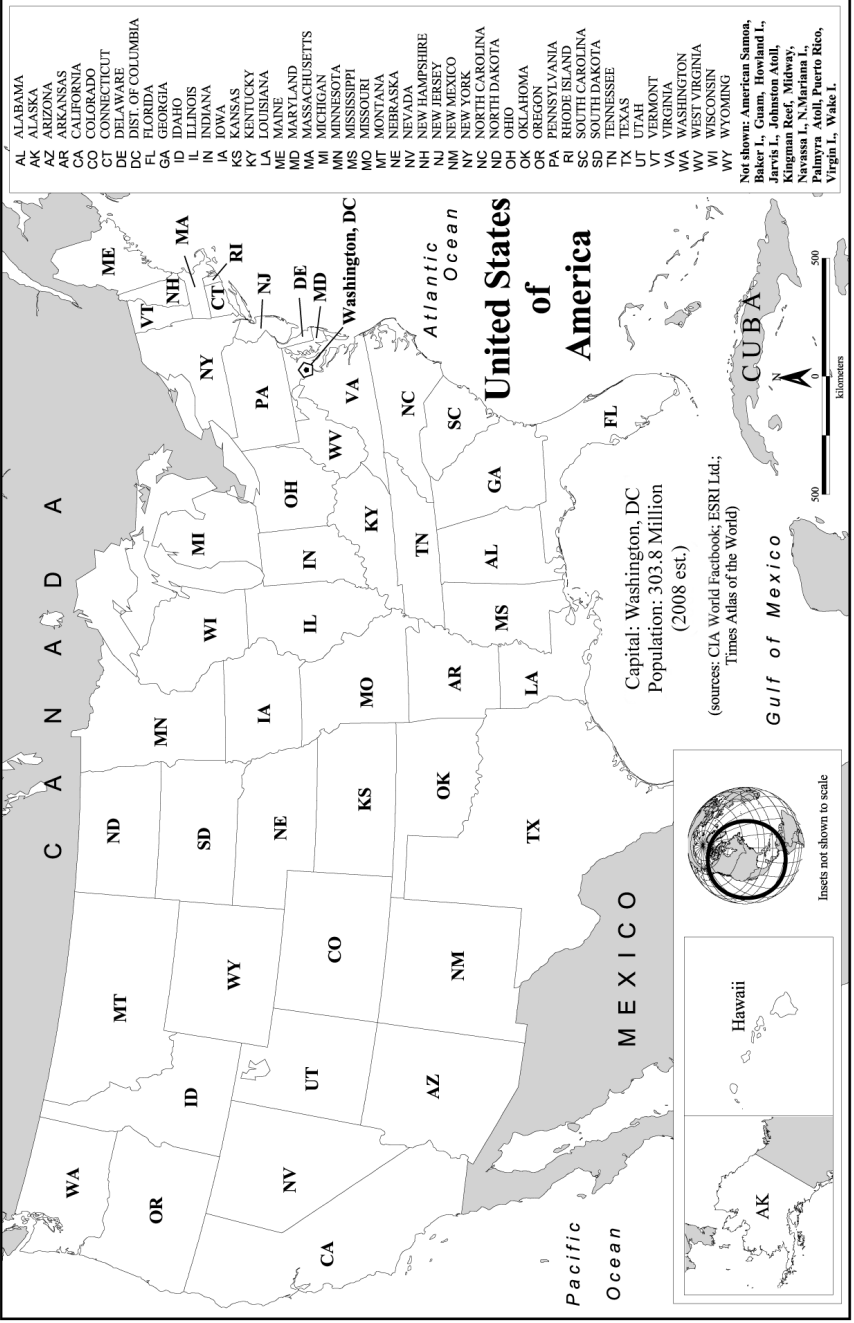 CANADA
WA
OR
CA
NV
ID
MT
WY
UT
AZ
CO
NM
ND
SD
NE
KS
OK
TX
MN
IA
MO
AR
LA
WI
IL
MI
IN
OH
KY
TN
MS
AL
GA
FL
SC
NC
VA
WV
PA
NY
VT
NH
ME
MA
RI
CT
NJ
DE
MD
Washington, DC
Atlantic
Ocean
United States
of
America
Pacific
Ocean
MEXICO
Gulf of Mexico
CUBA
Capital: Washington, DC
Population: 303.8 Million
(2008 est.)
(sources: CIA World Factbook; ESRI Ltd.;
Times Atlas of the World)
AK
Hawaii
Insets not shown to scale
N
500
0
500
kilometers
AL ALABAMA
AK ALASKA
AZ ARIZONA
AR ARKANSAS
CA CALIFORNIA
CO COLORADO
CT CONNECTICUT
DE DELAWARE
DC DIST. OF COLUMBIA
FL FLORIDA
GA GEORGIA
ID IDAHO
IL ILLINOIS
IN INDIANA
IA IOWA
KS KANSAS
KY KENTUCKY
LA LOUISIANA
ME MAINE
MD MARYLAND
MA MASSACHUSETTS
MI MICHIGAN
MN MINNESOTA
MS MISSISSIPPI
MO MISSOURI
MT MONTANA
NE NEBRASKA
NV NEVADA
NH NEW HAMPSHIRE
NJ NEW JERSEY
NM NEW MEXICO
NY NEW YORK
NC NORTH CAROLINA
ND NORTH DAKOTA
OH OHIO
OK OKLAHOMA
OR OREGON
PA PENNSYLVANIA
RI RHODE ISLAND
SC SOUTH CAROLINA
SD SOUTH DAKOTA
TN TENNESSEE
TX TEXAS
UT UTAH
VT VERMONT
VA VIRGINIA
WA WASHINGTON
WV WEST VIRGINIA
WI WISCONSIN
WY WYOMING
Not shown: American Samoa,
Baker I., Guam, Howland I.,
Jarvis I., Johnston Atoll,
Kingman Reef, Midway,
Navassa I., N.Mariana I.,
Palmyra Atoll, Puerto Rico,
Virgin I., Wake I.